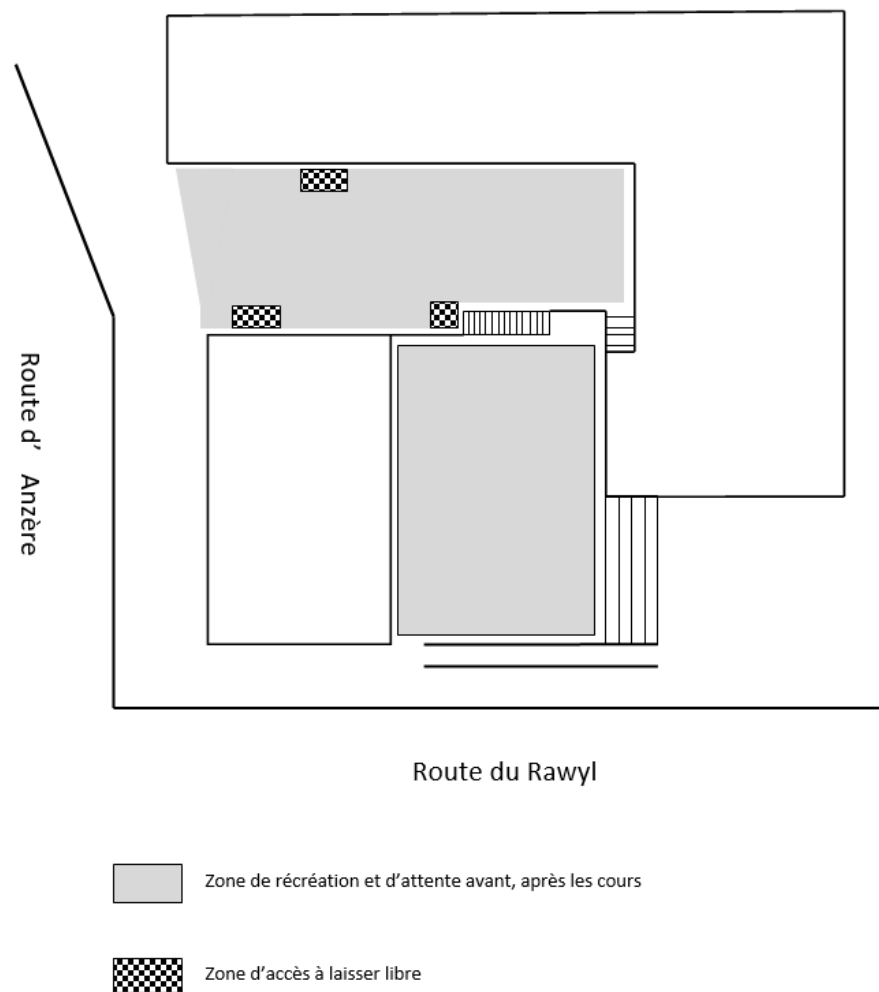 Route d’ Anzère
Route du Rawyl
Zone de récréation et d’attente avant, après les cours
Zone d’accès à laisser libre